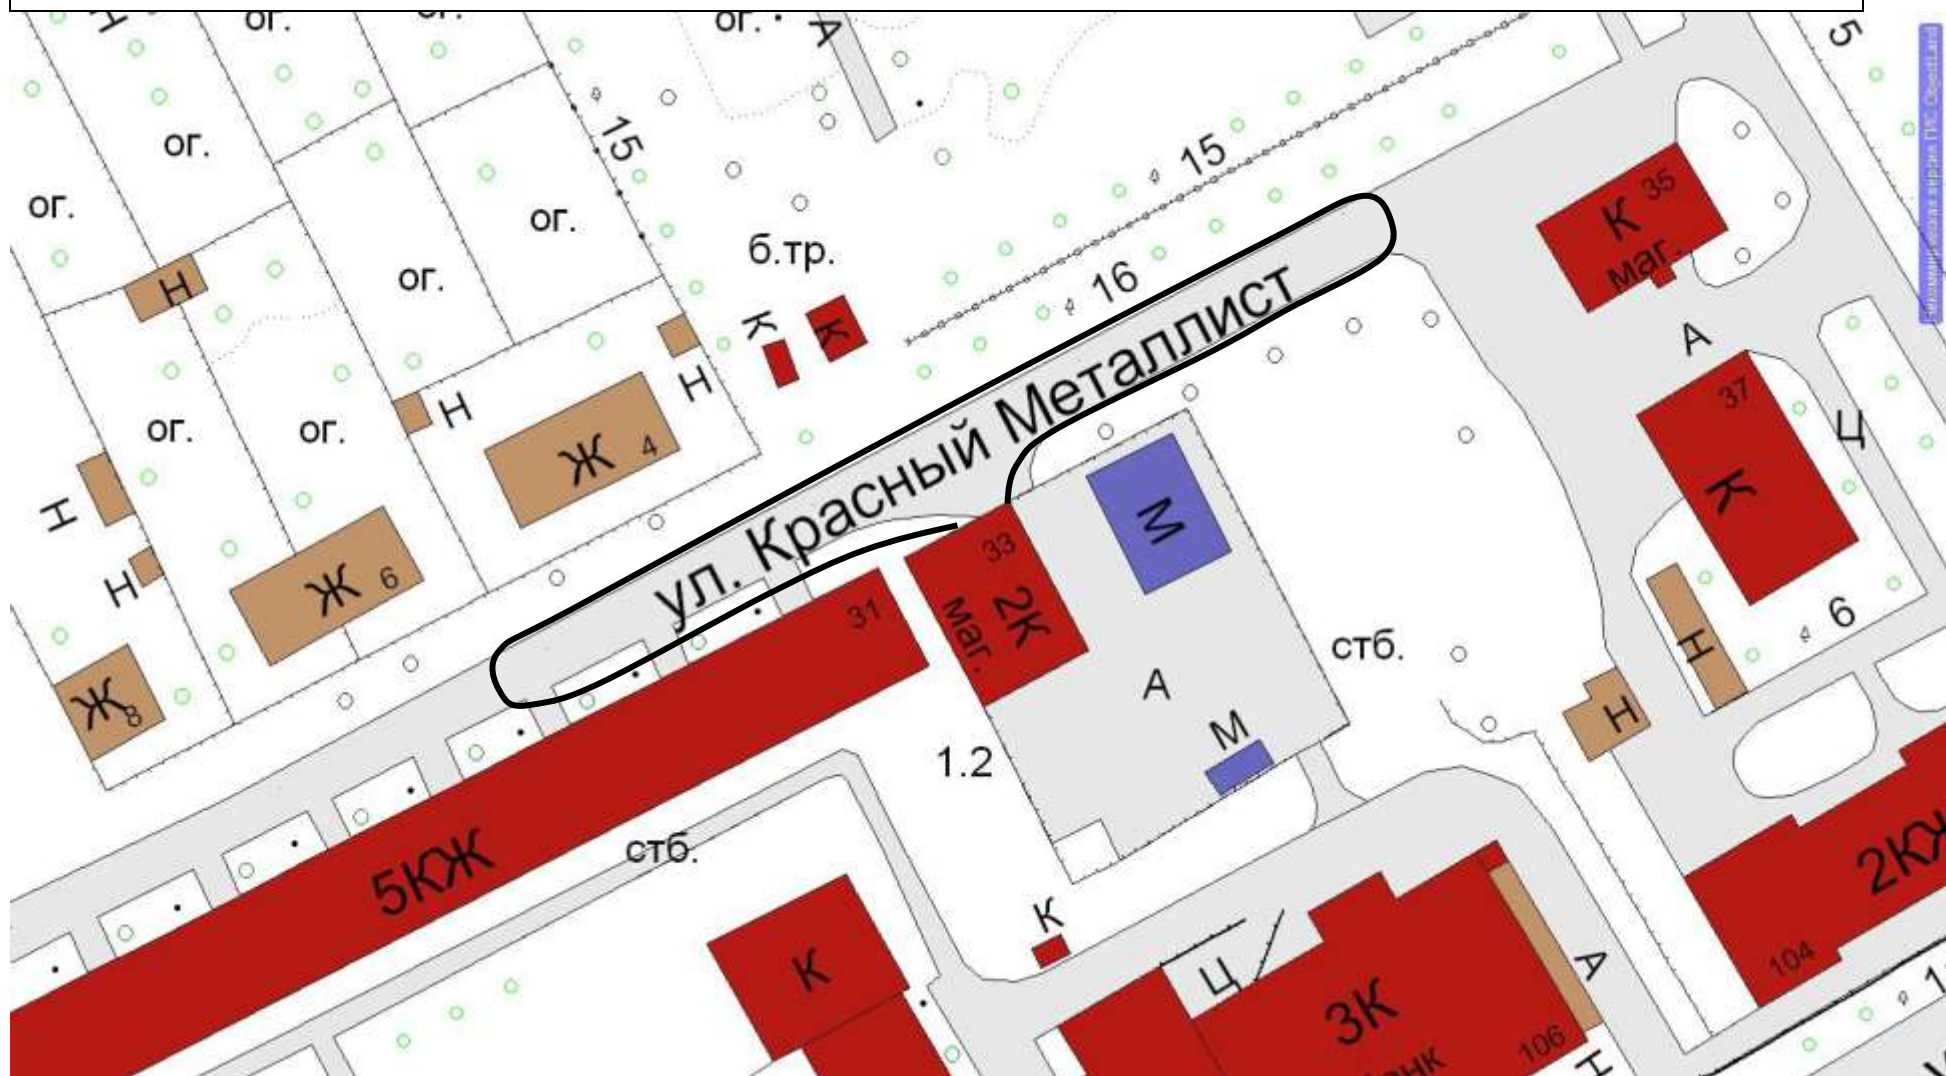 Н
ог.
ог.
А
5
ог.
15
15
ог.
ог.
К 35
маг.
б.тр.
Н
ог.
16
К
К
А
Н
Н
37
К
Ц
ог.
ог.
Ж 4
ул. Красный Металлист
М
Н
Н
Ж 6
33
2К
маг.
31
6
Н
стб.
Ж 8
А
Н
М
1.2
5КЖ
стб.
2КЖ
К
К
Ц
А
104
3К
106
Н